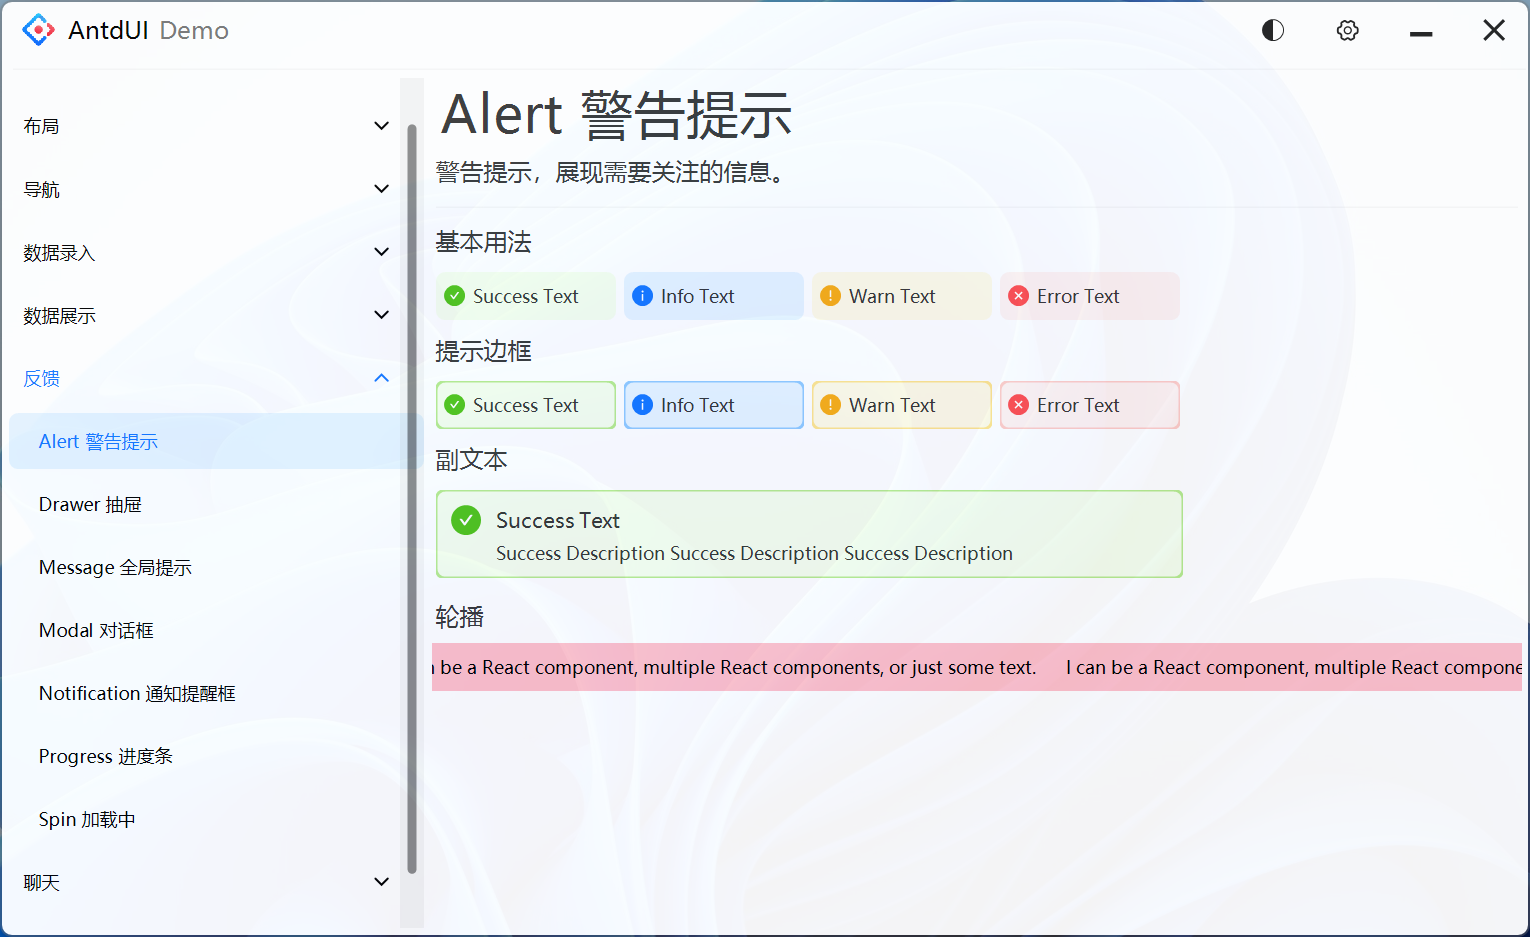 AntdUI Demo
布局
导航
数据录入
数据展示
反馈
Alert 警告提示
Drawer 抽屉
Message 全局提示
Modal 对话框
Notification 通知提醒框
Progress 进度条
Spin 加载中
聊天
Alert 警告提示
警告提示，展现需要关注的信息。
基本用法
Success Text Info Text Warn Text Error Text
提示边框
Success Text Info Text Warn Text Error Text
副文本
Success Text
Success Description Success Description Success Description
轮播
be a React component, multiple React components, or just some text. I can be a React component, multiple React compone